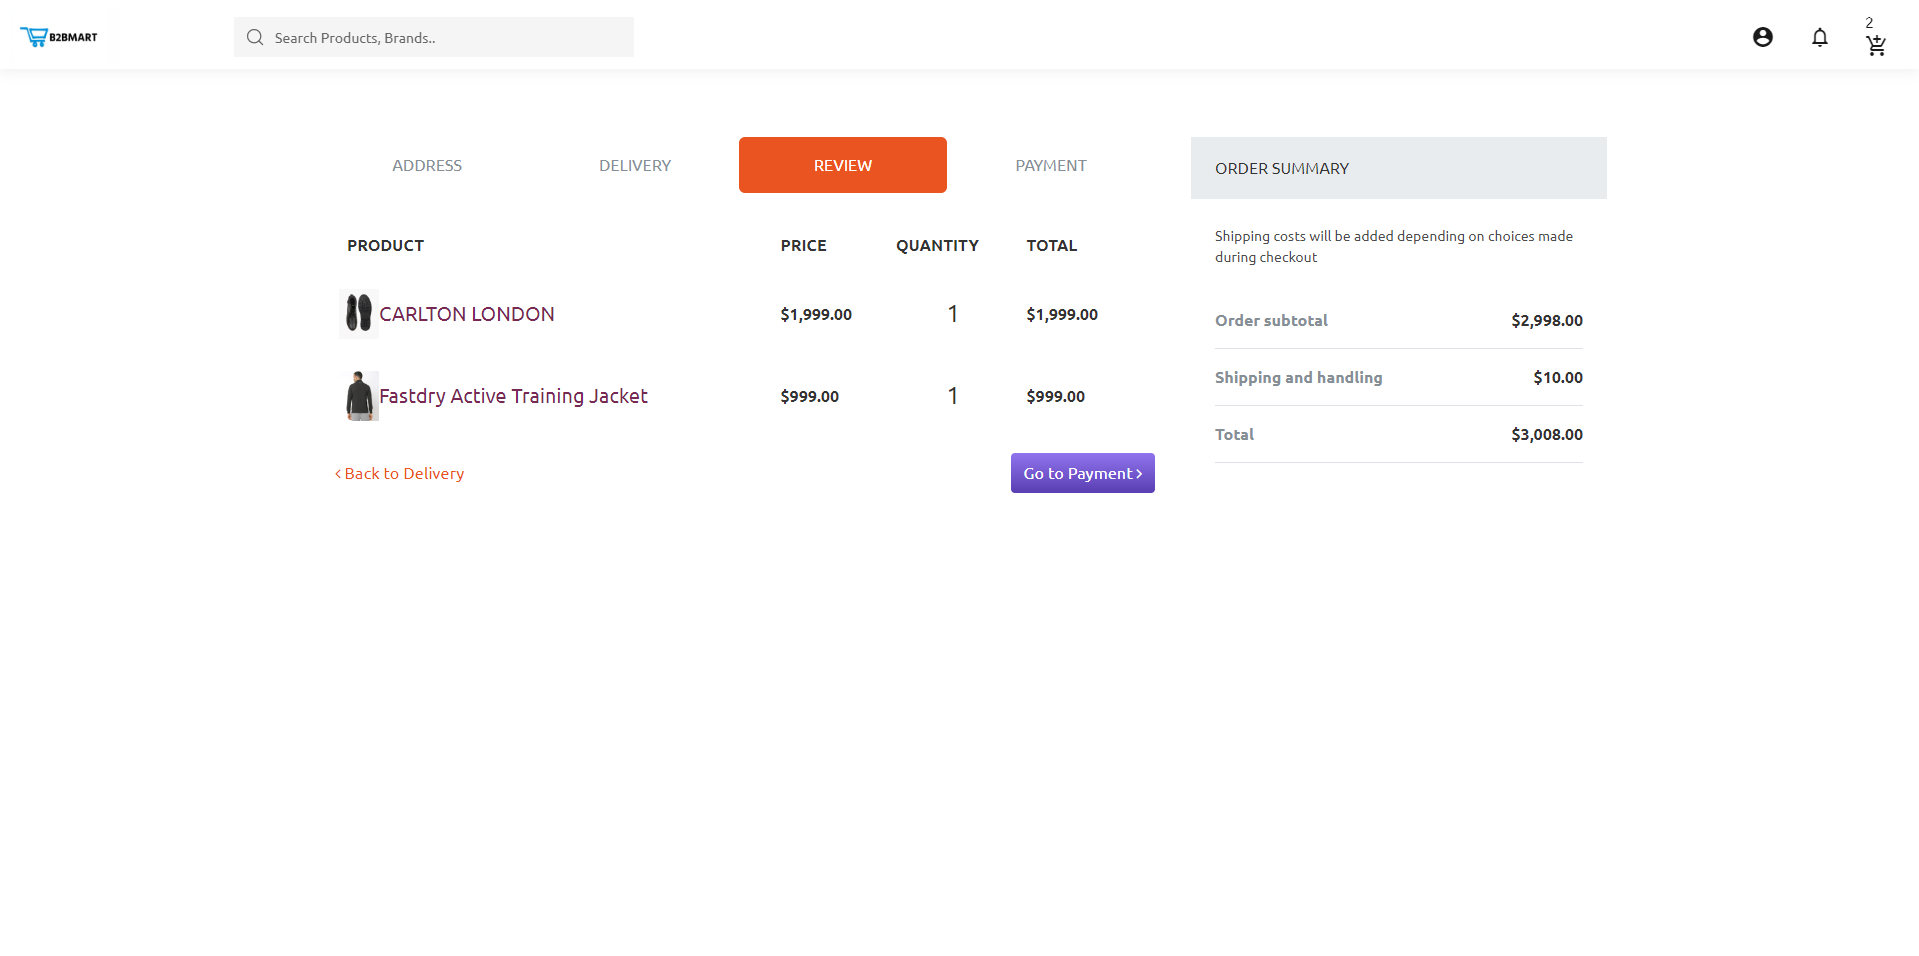 B2BMART
Search Products, Brands..
2
ADDRESS
DELIVERY
REVIEW
PAYMENT
PRODUCT PRICE QUANTITY TOTAL
CARLTON LONDON $1,999.00 1 $1,999.00
Fastdry Active Training Jacket $999.00 1 $999.00
Back to Delivery
Go to Payment
ORDER SUMMARY
Shipping costs will be added depending on choices made
during checkout
Order subtotal $2,998.00
Shipping and handling $10.00
Total $3,008.00